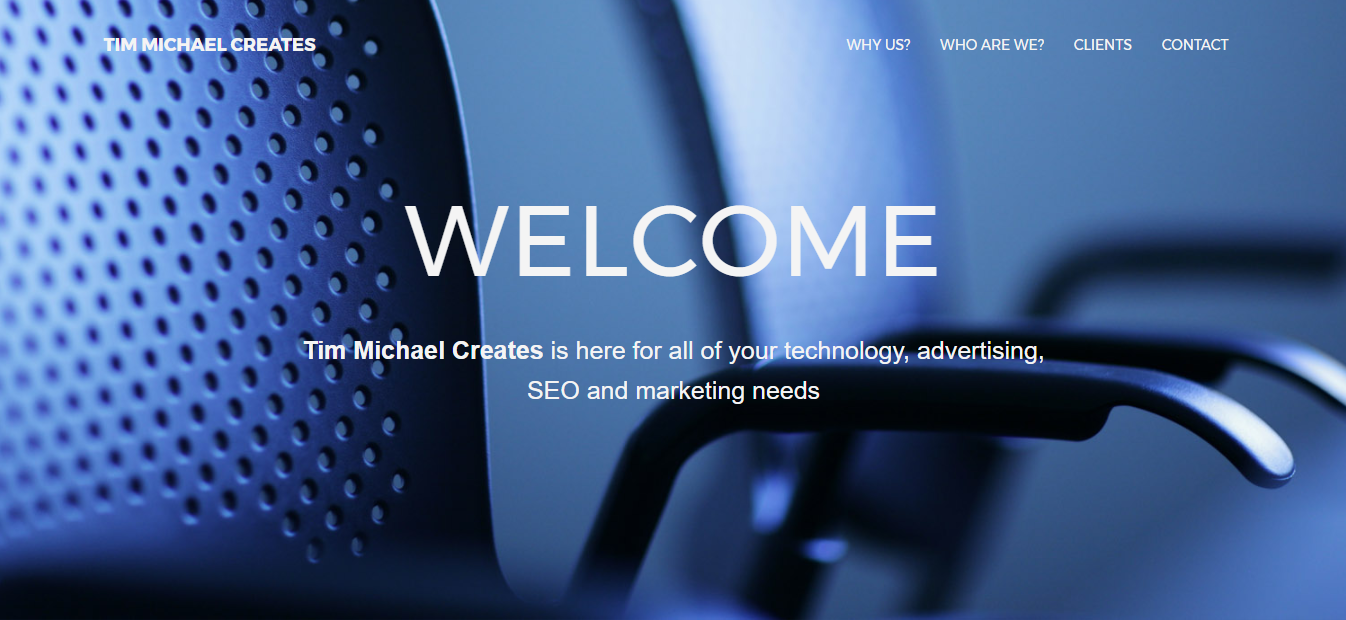 TIM MICHAEL CREATES
WHY US? WHO ARE WE? CLIENTS CONTACT
WELCOME
Tim Michael Creates is here for all of your technology, advertising,
SEO and marketing needs